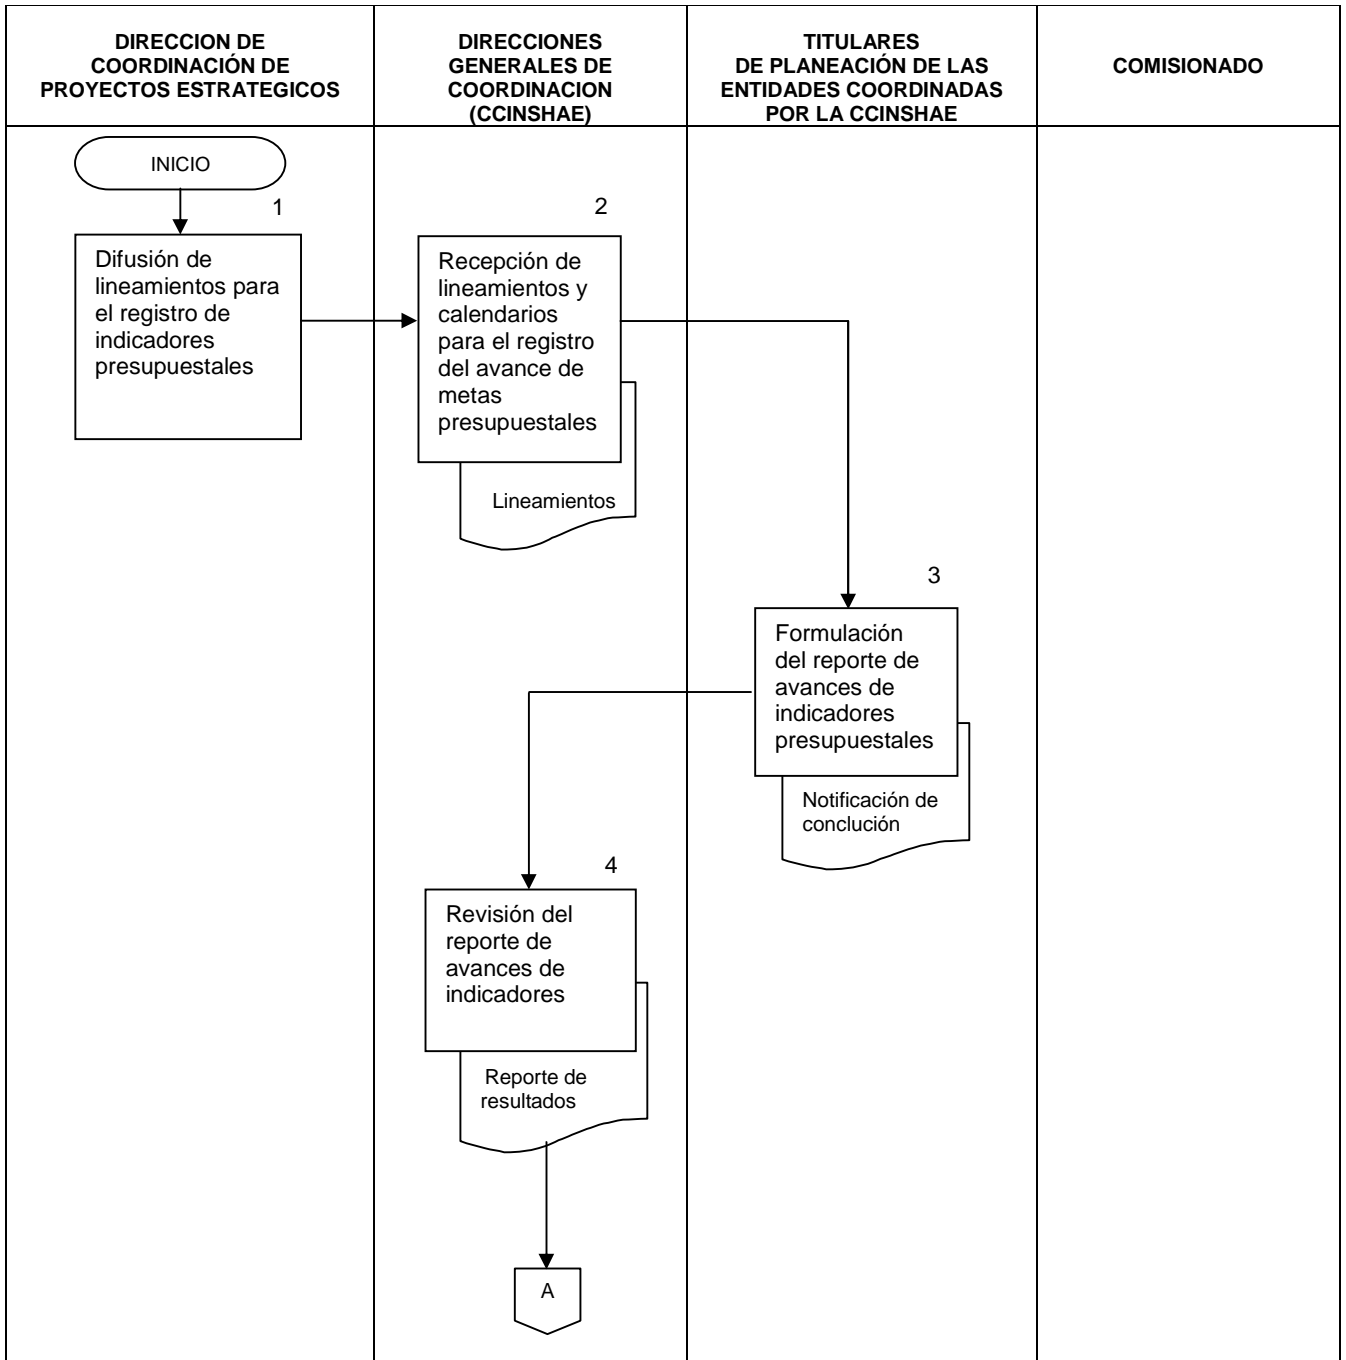 DIRECCION DE
COORDINACIÓN DE
PROYECTOS ESTRATEGICOS
DIRECCIONES
GENERALES DE
COORDINACION
(CCINSHAE)
TITULARES
DE PLANEACIÓN DE LAS
ENTIDADES COORDINADAS
POR LA CCINSHAE
COMISIONADO
INICIO
1
Difusión de
lineamientos para
el registro de
indicadores
presupuestales
2
Recepción de
lineamientos y
calendarios
para el registro
del avance de
metas
presupuestales
Lineamientos
3
Formulación
del reporte de
avances de
indicadores
presupuestales
Notificación de
conclución
4
Revisión del
reporte de
avances de
indicadores
Reporte de
resultados
A